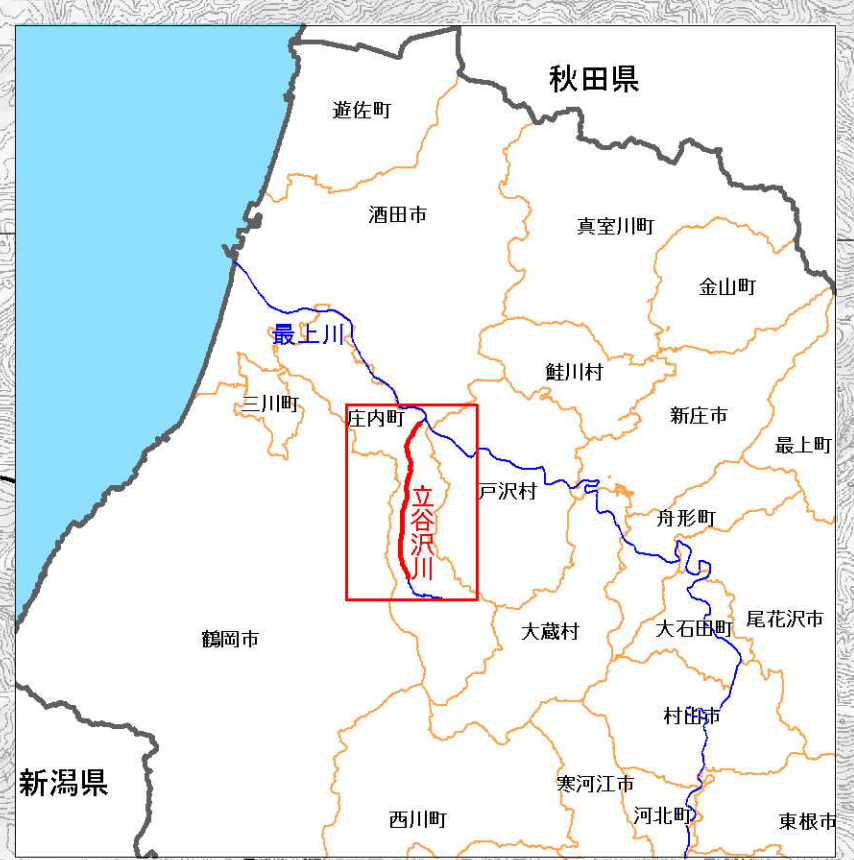 秋田県
遊佐町
酒田市
真室川町
金山町
最上川
鮭川村
三川町
庄内町
新庄市
最上町
戸沢村
立谷沢川
舟形町
鶴岡市
大蔵村
大石田町
尾花沢市
村山市
新潟県
寒河江市
西川町
河北町
東根市